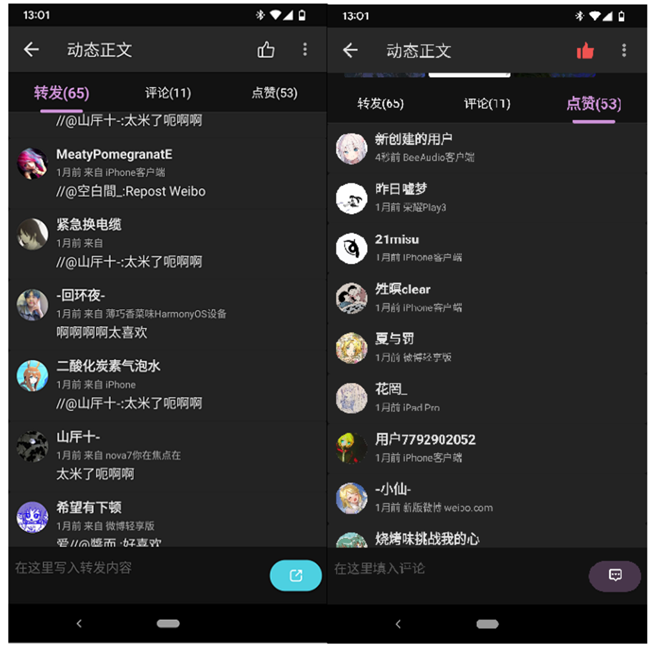 13:01
动态正文
转发(65)
评论(11)
点赞(53)
//@山厈十-:太米了呃啊啊
MeatyPomegranatE
1月前 来自 iPhone客户端
//@空白間_:Repost Weibo
紧急换电缆
1月前 来自
//@山厈十-:太米了呃啊啊
-回环夜-
1月前 来自 薄巧香菜味HarmonyOS设备
啊啊啊啊太喜欢
二酸化炭素气泡水
1月前 来自 iPhone
//@山厈十-:太米了呃啊啊
山厈十-
1月前 来自 nova7你在焦点在
太米了呃啊啊
希望有下顿
1月前 来自 微博轻享版
爱//@醬而_:好喜欢
在这里写入转发内容
13:01
动态正文
转发(65)
评论(11)
点赞(53)
新创建的用户
4秒前 BeeAudio客户端
昨日嘘梦
1月前 荣耀Play3
21misu
1月前 iPhone客户端
姓暝clear
1月前 iPhone客户端
夏与罚
1月前 微博轻享版
花罔_
1月前 iPad Pro
用户7792902052
1月前 iPhone客户端
-小仙-
1月前 新版微博 weibo.com
烧烤味挑战我的心
在这里填入评论